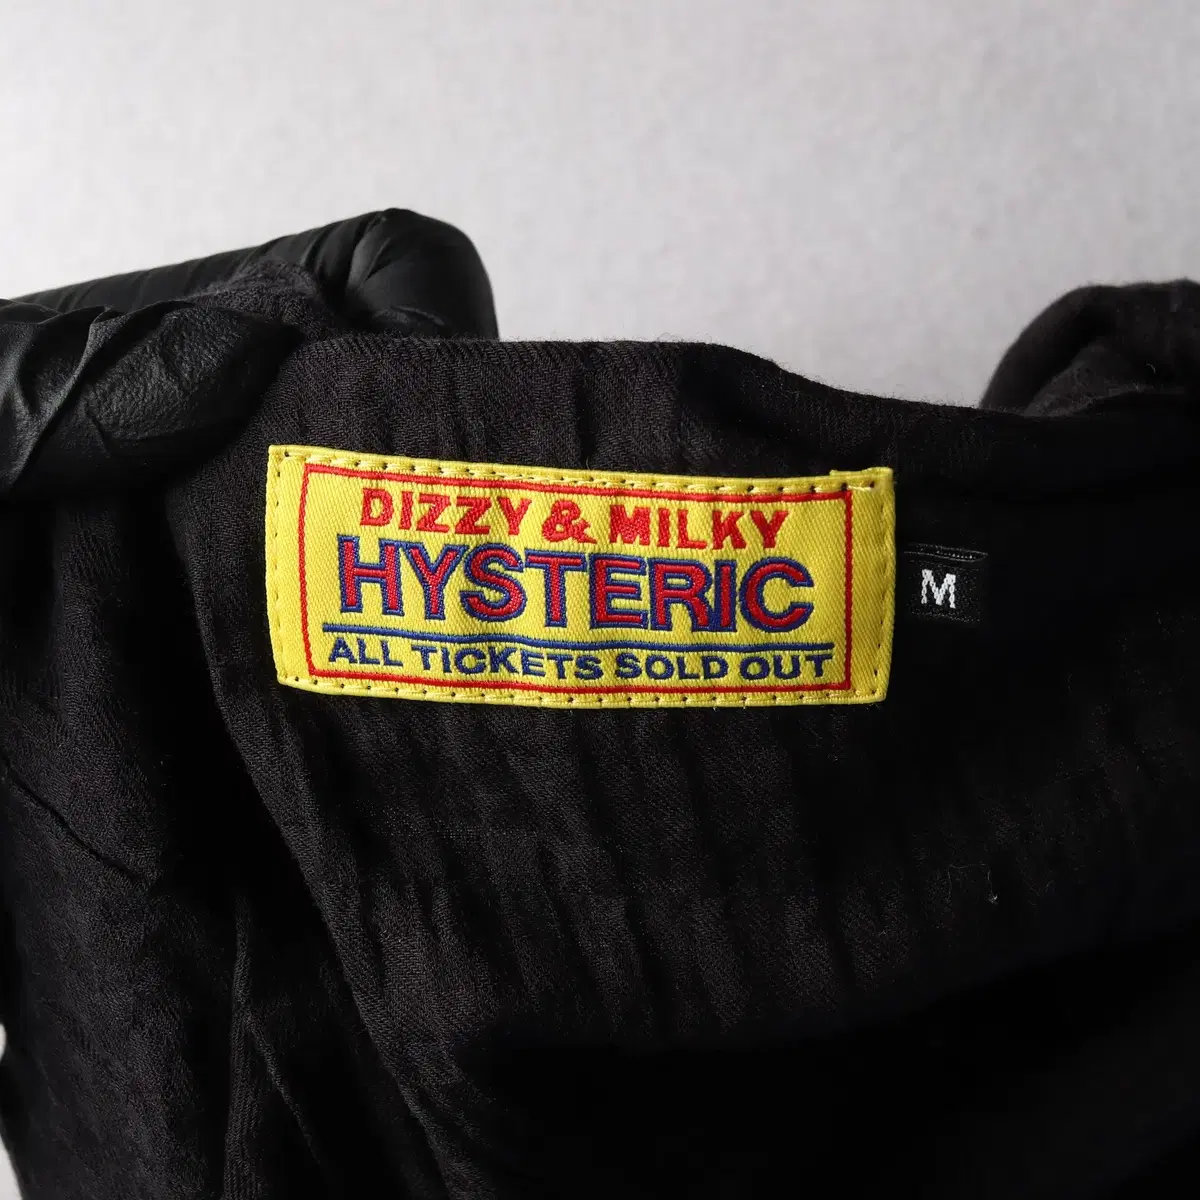 DIZZY & MILKY
HYSTERIC
ALL TICKETS SOLD OUT
M